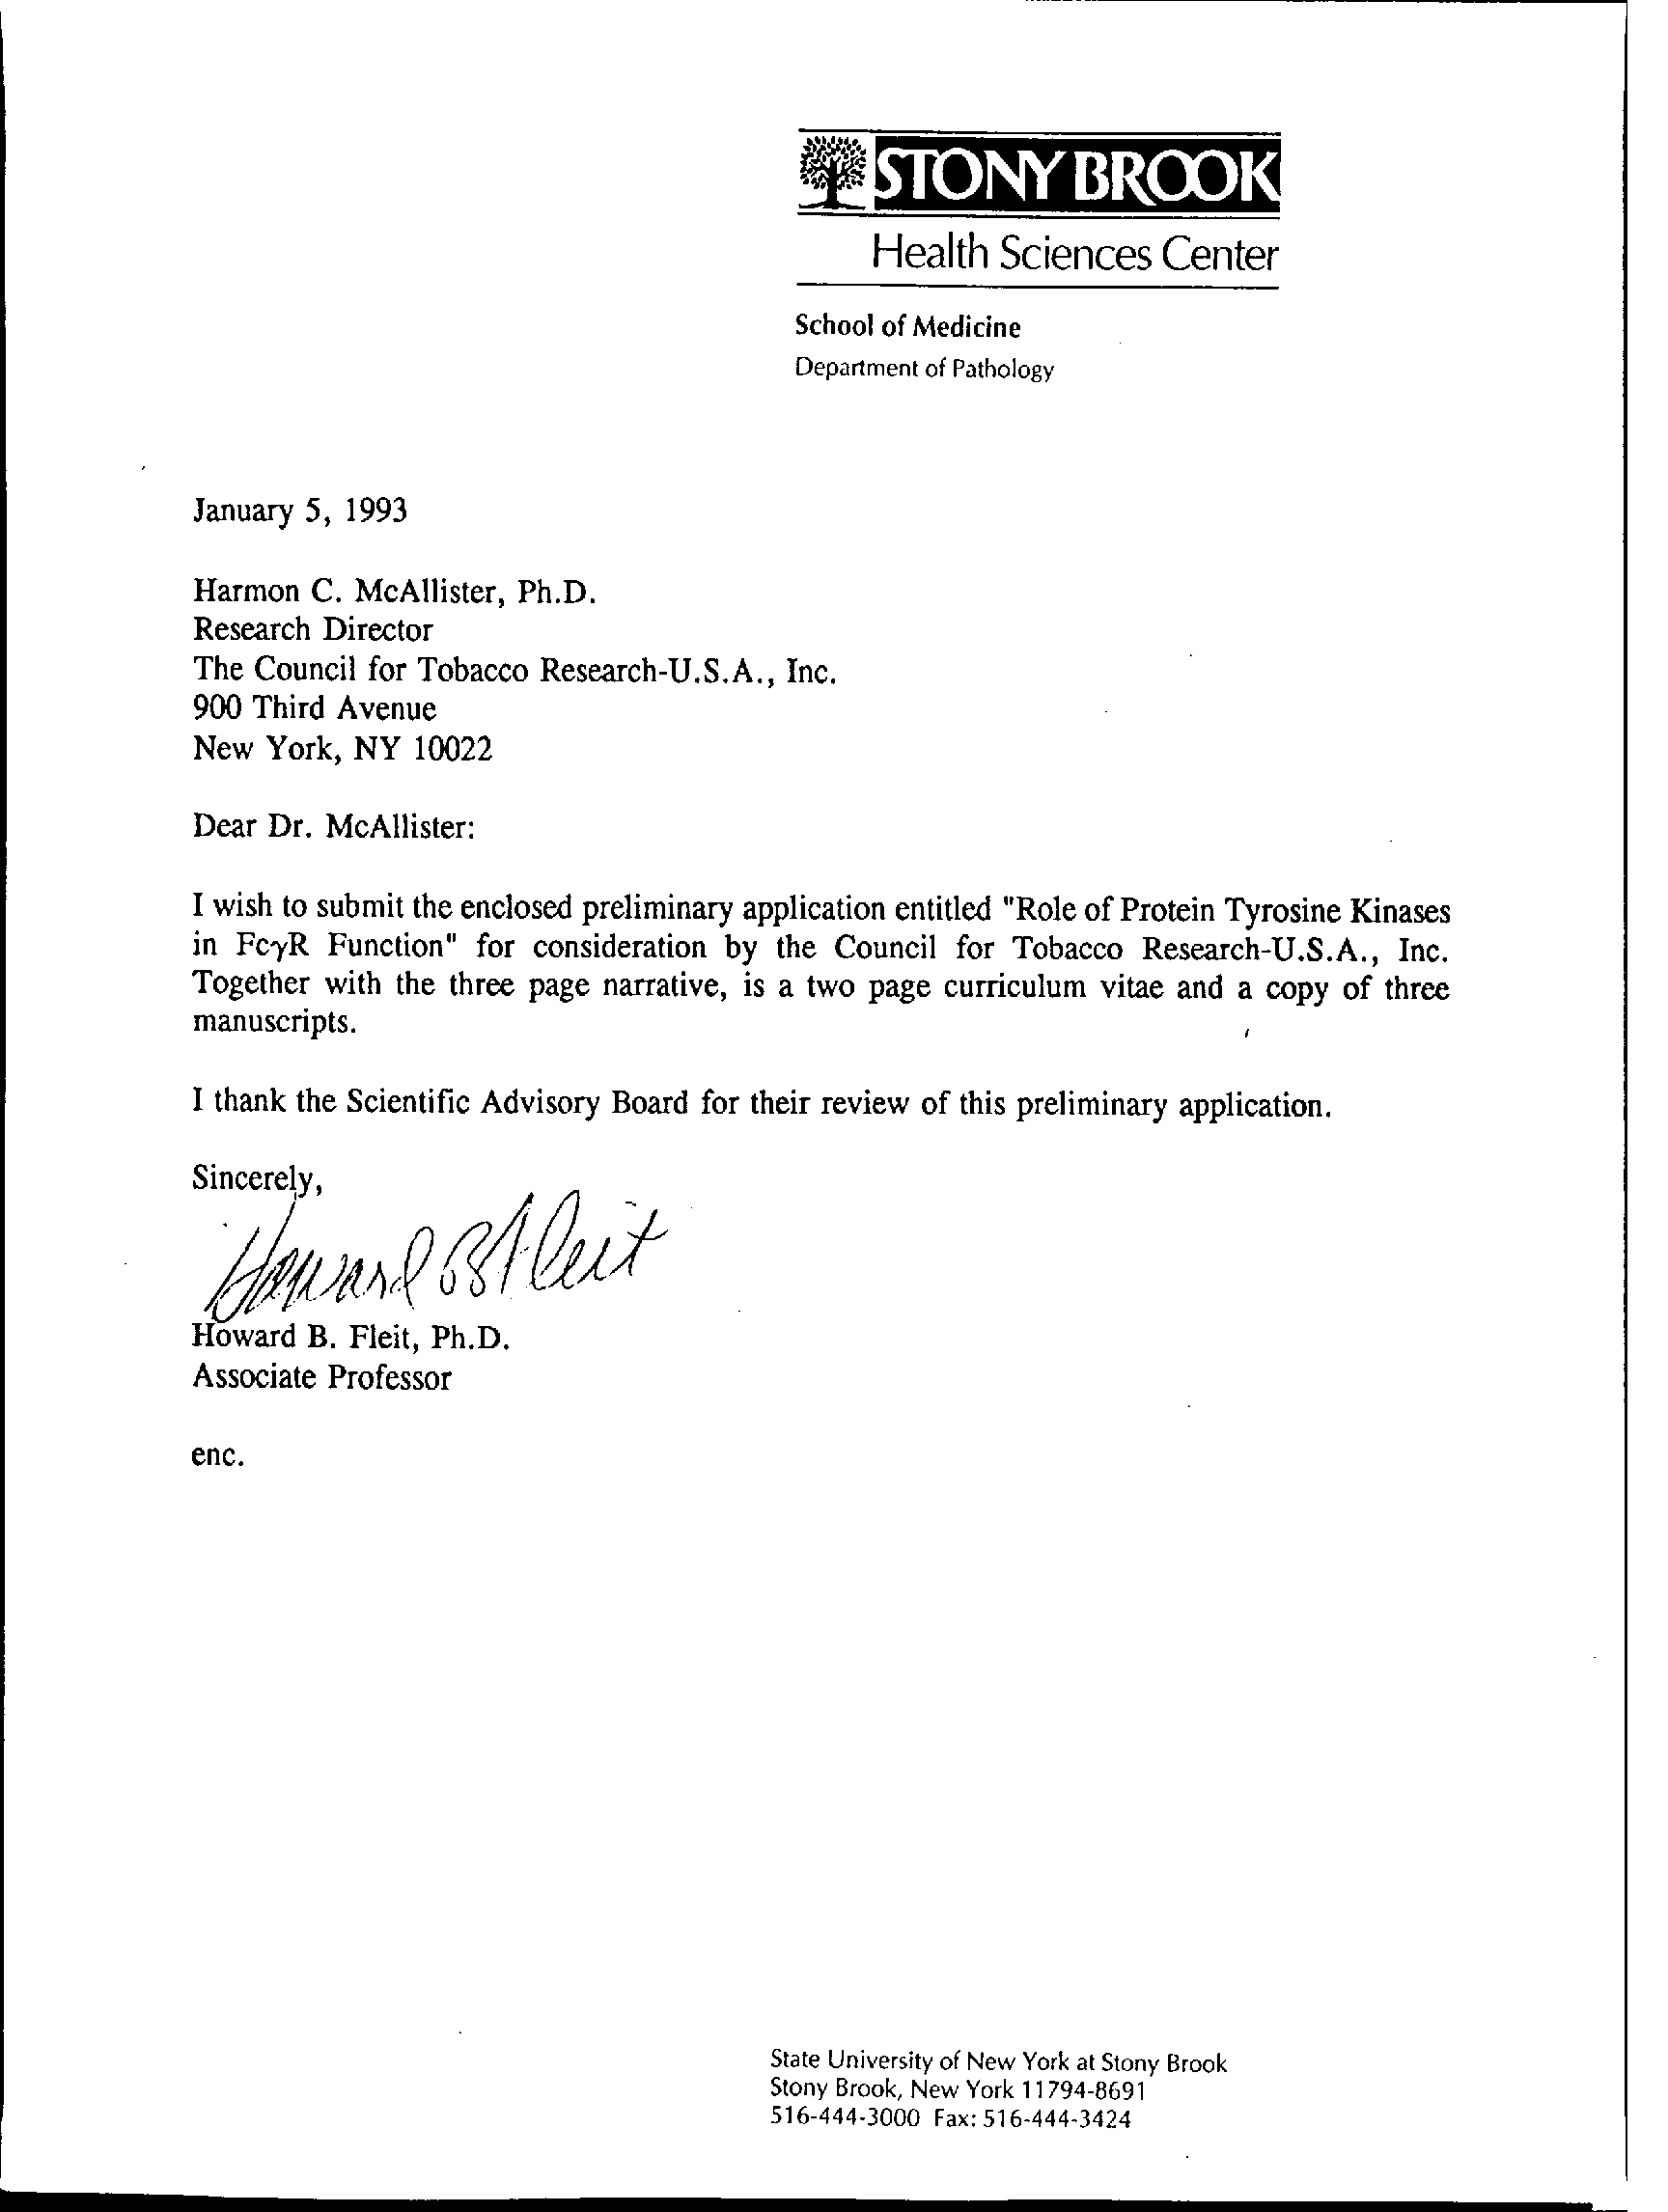 STONY BROOK
Health Sciences Center
School of Medicine
Department of Pathology
January 5, 1993
Harmon C. McAllister, Ph.D.
Research Director
The Council for Tobacco Research-U.S.A., Inc.
900 Third Avenue
New York, NY 10022
Dear Dr. McAllister:
I wish to submit the enclosed preliminary application entitled "Role of Protein Tyrosine Kinases
in FcγR Function" for consideration by the Council for Tobacco Research-U.S.A., Inc.
Together with the three page narrative, is a two page curriculum vitae and a copy of three
manuscripts.
I thank the Scientific Advisory Board for their review of this preliminary application.
Sincerely,
Howard B Fleit
Howard B. Fleit, Ph.D.
Associate Professor
enc.
State University of New York at Stony Brook
Stony Brook, New York 11794-8691
516-444-3000 Fax: 516-444-3424